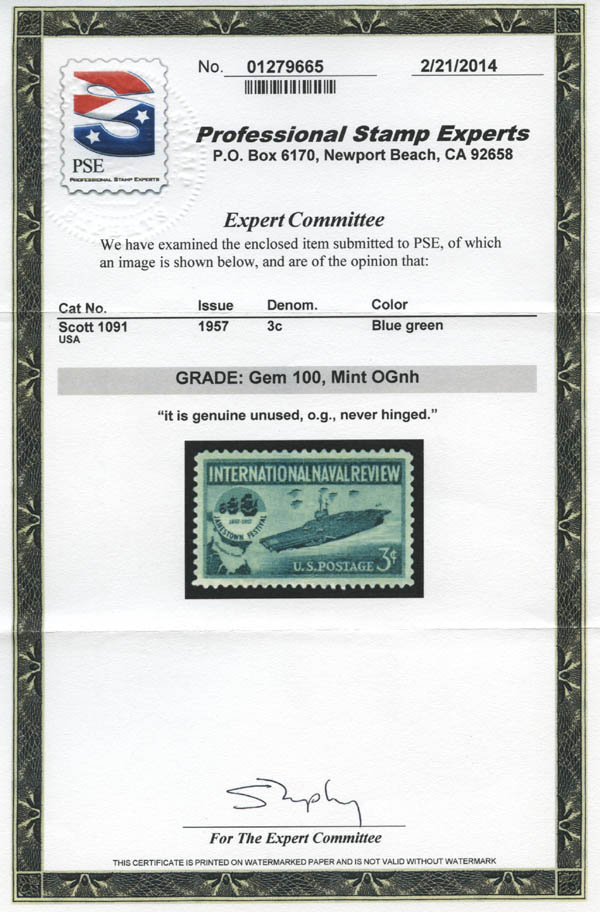 No. 01279665 2/21/2014
PSE
PROFESSIONAL STAMP EXPERTS
Professional Stamp Experts
P.O. Box 6170, Newport Beach, CA 92658
Expert Committee
We have examined the enclosed item submitted to PSE, of which
an image is shown below, and are of the opinion that:
Cat No. Issue Denom. Color
Scott 1091 1957 3c Blue green
USA
GRADE: Gem 100, Mint OGnh
“it is genuine unused, o.g., never hinged.”
INTERNATIONAL NAVAL REVIEW
1607-1957
JAMESTOWN FESTIVAL
U.S. POSTAGE 3¢
For The Expert Committee
THIS CERTIFICATE IS PRINTED ON WATERMARKED PAPER AND IS NOT VALID WITHOUT WATERMARK